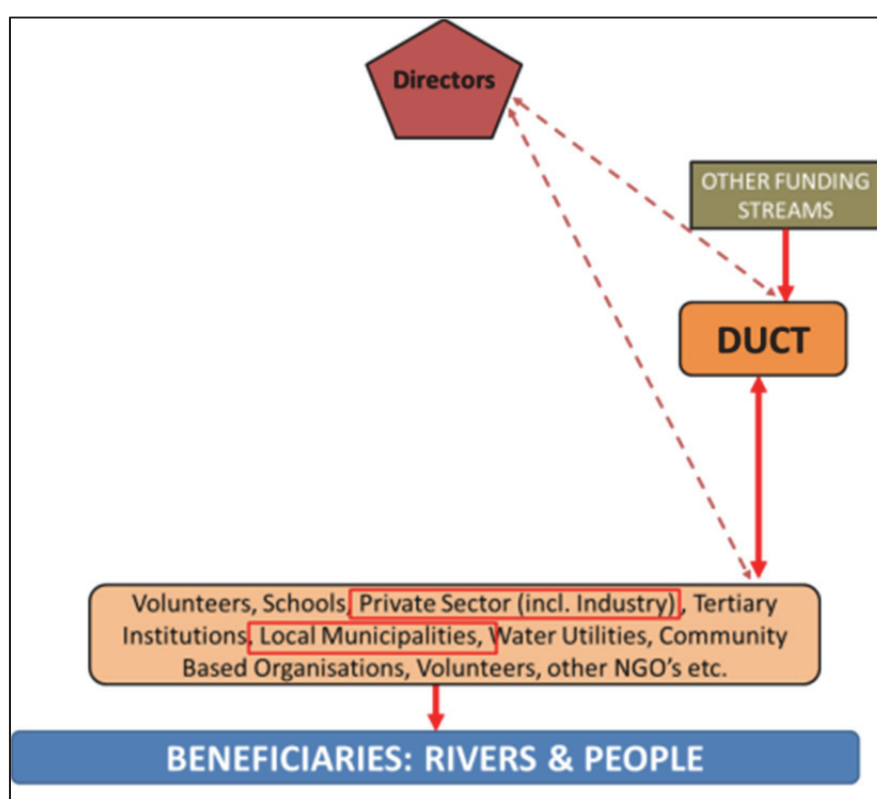 Directors
OTHER FUNDING
STREAMS
DUCT
Volunteers, Schools, Private Sector (incl. Industry), Tertiary
Institutions, Local Municipalities, Water Utilities, Community
Based Organisations, Volunteers, other NGO's etc.
BENEFICIARIES: RIVERS & PEOPLE